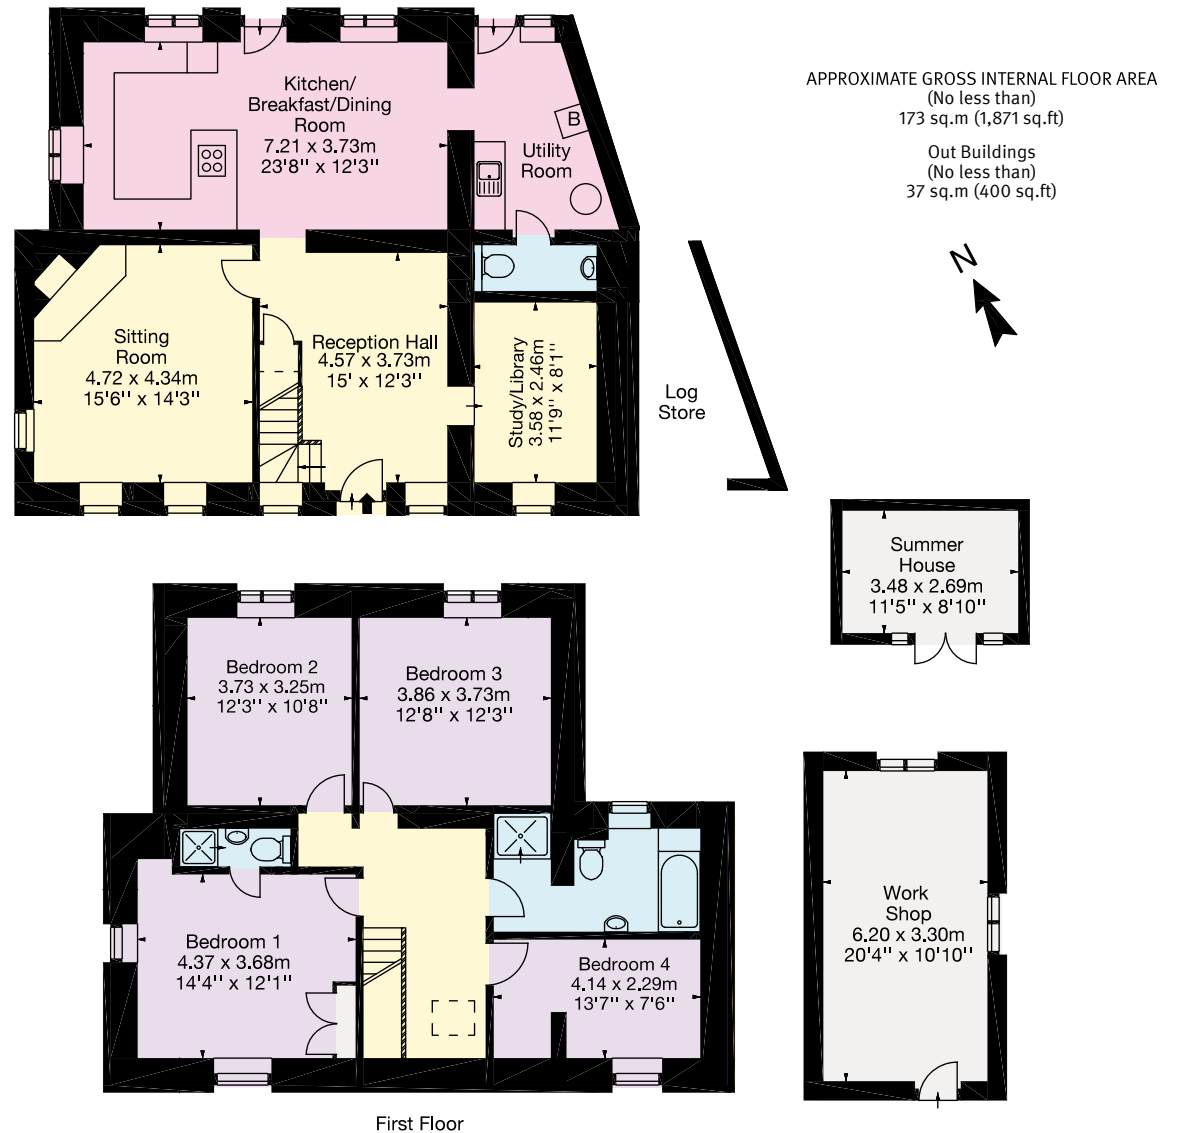 Kitchen/
Breakfast/Dining
Room
7.21 x 3.73m
23'8'' x 12'3''
B
Utility
Room
APPROXIMATE GROSS INTERNAL FLOOR AREA
(No less than)
173 sq.m (1,871 sq.ft)
Out Buildings
(No less than)
37 sq.m (400 sq.ft)
N
Sitting
Room
4.72 x 4.34m
15'6'' x 14'3''
Reception Hall
4.57 x 3.73m
15' x 12'3''
Study/Library
3.58 x 2.46m
11'9'' x 8'1''
Log
Store
Summer
House
3.48 x 2.69m
11'5'' x 8'10''
Bedroom 2
3.73 x 3.25m
12'3'' x 10'8''
Bedroom 3
3.86 x 3.73m
12'8'' x 12'3''
Bedroom 1
4.37 x 3.68m
14'4'' x 12'1''
Bedroom 4
4.14 x 2.29m
13'7'' x 7'6''
Work
Shop
6.20 x 3.30m
20'4'' x 10'10''
First Floor